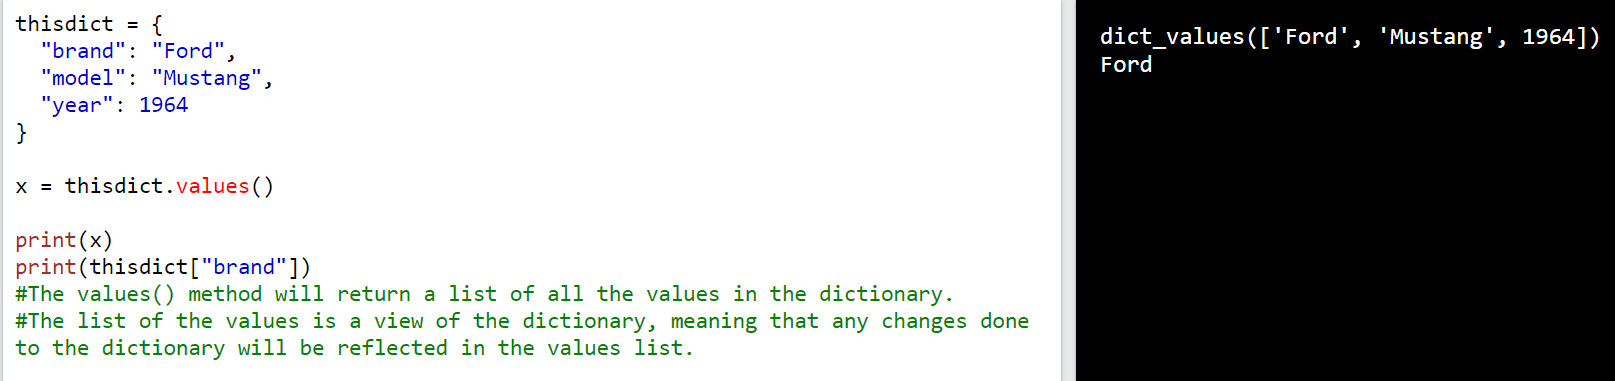 thisdict = {
  "brand": "Ford",
  "model": "Mustang",
  "year": 1964
}

x = thisdict.values()

print(x)
print(thisdict["brand"])
#The values() method will return a list of all the values in the dictionary.
#The list of the values is a view of the dictionary, meaning that any changes done
to the dictionary will be reflected in the values list.
dict_values(['Ford', 'Mustang', 1964])
Ford